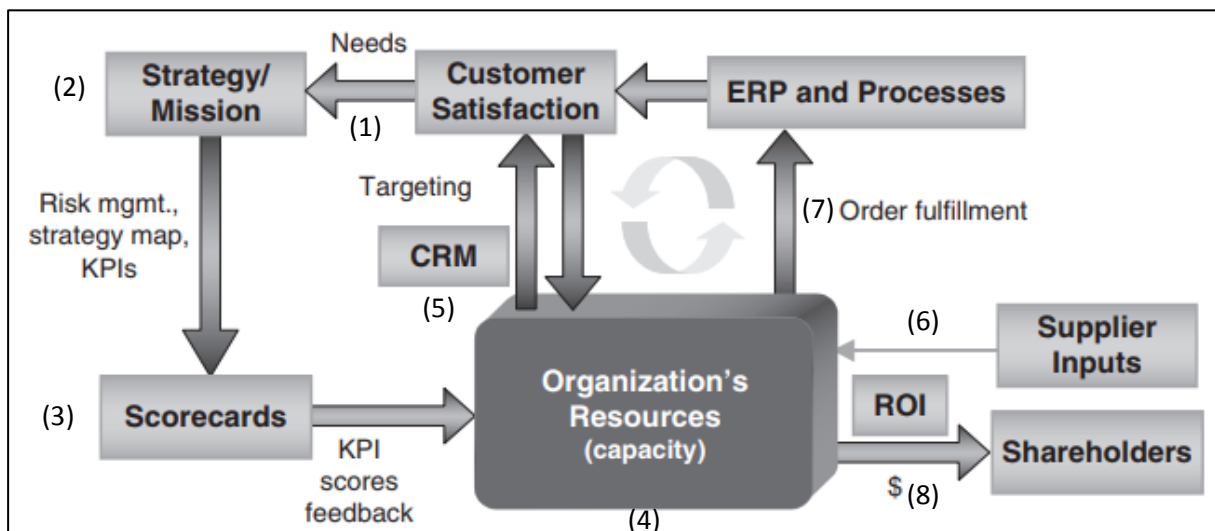 Needs
(2)
Strategy/
Mission
(1)
Customer
Satisfaction
ERP and Processes
Risk mgmt.,
strategy map,
KPIs
Targeting
CRM
(5)
(7) Order fulfillment
(3)
Scorecards
KPI
scores
feedback
Organization's
Resources
(capacity)
(4)
(6)
Supplier
Inputs
ROI
$ (8)
Shareholders